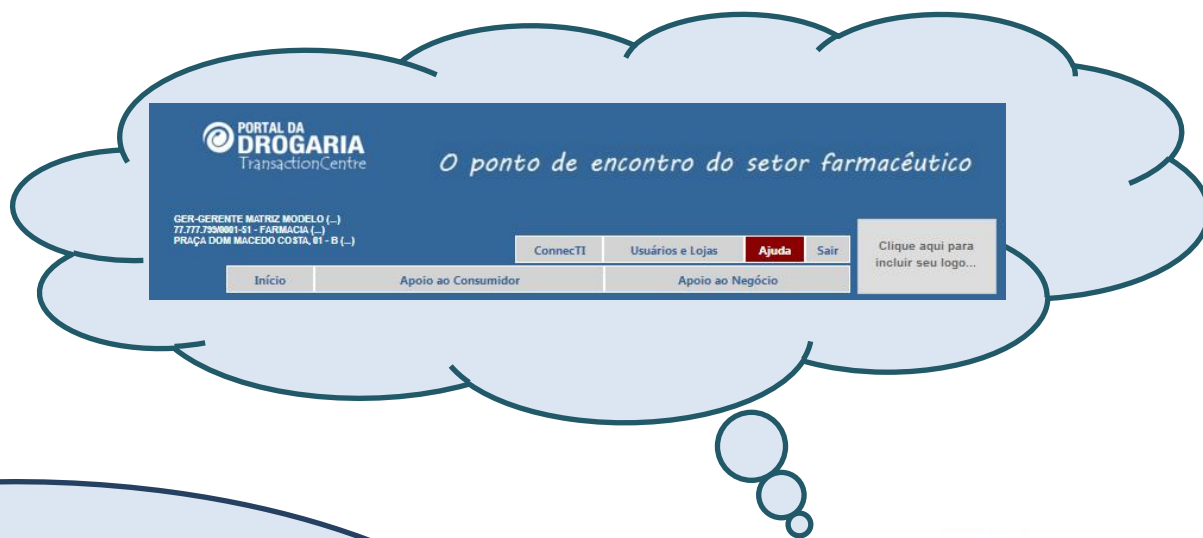 PORTAL DA
DROGARIA
TransactionCentre
O ponto de encontro do setor farmacêutico
GER-GERENTE MATRIZ MODELO (...)
77.777.799/0001-51 - FARMACIA (...)
PRAÇA DOM MACEDO COSTA, 01 - B (...)
ConnecTI Usuários e Lojas Ajuda Sair
Clique aqui para
incluir seu logo...
Início Apoio ao Consumidor Apoio ao Negócio